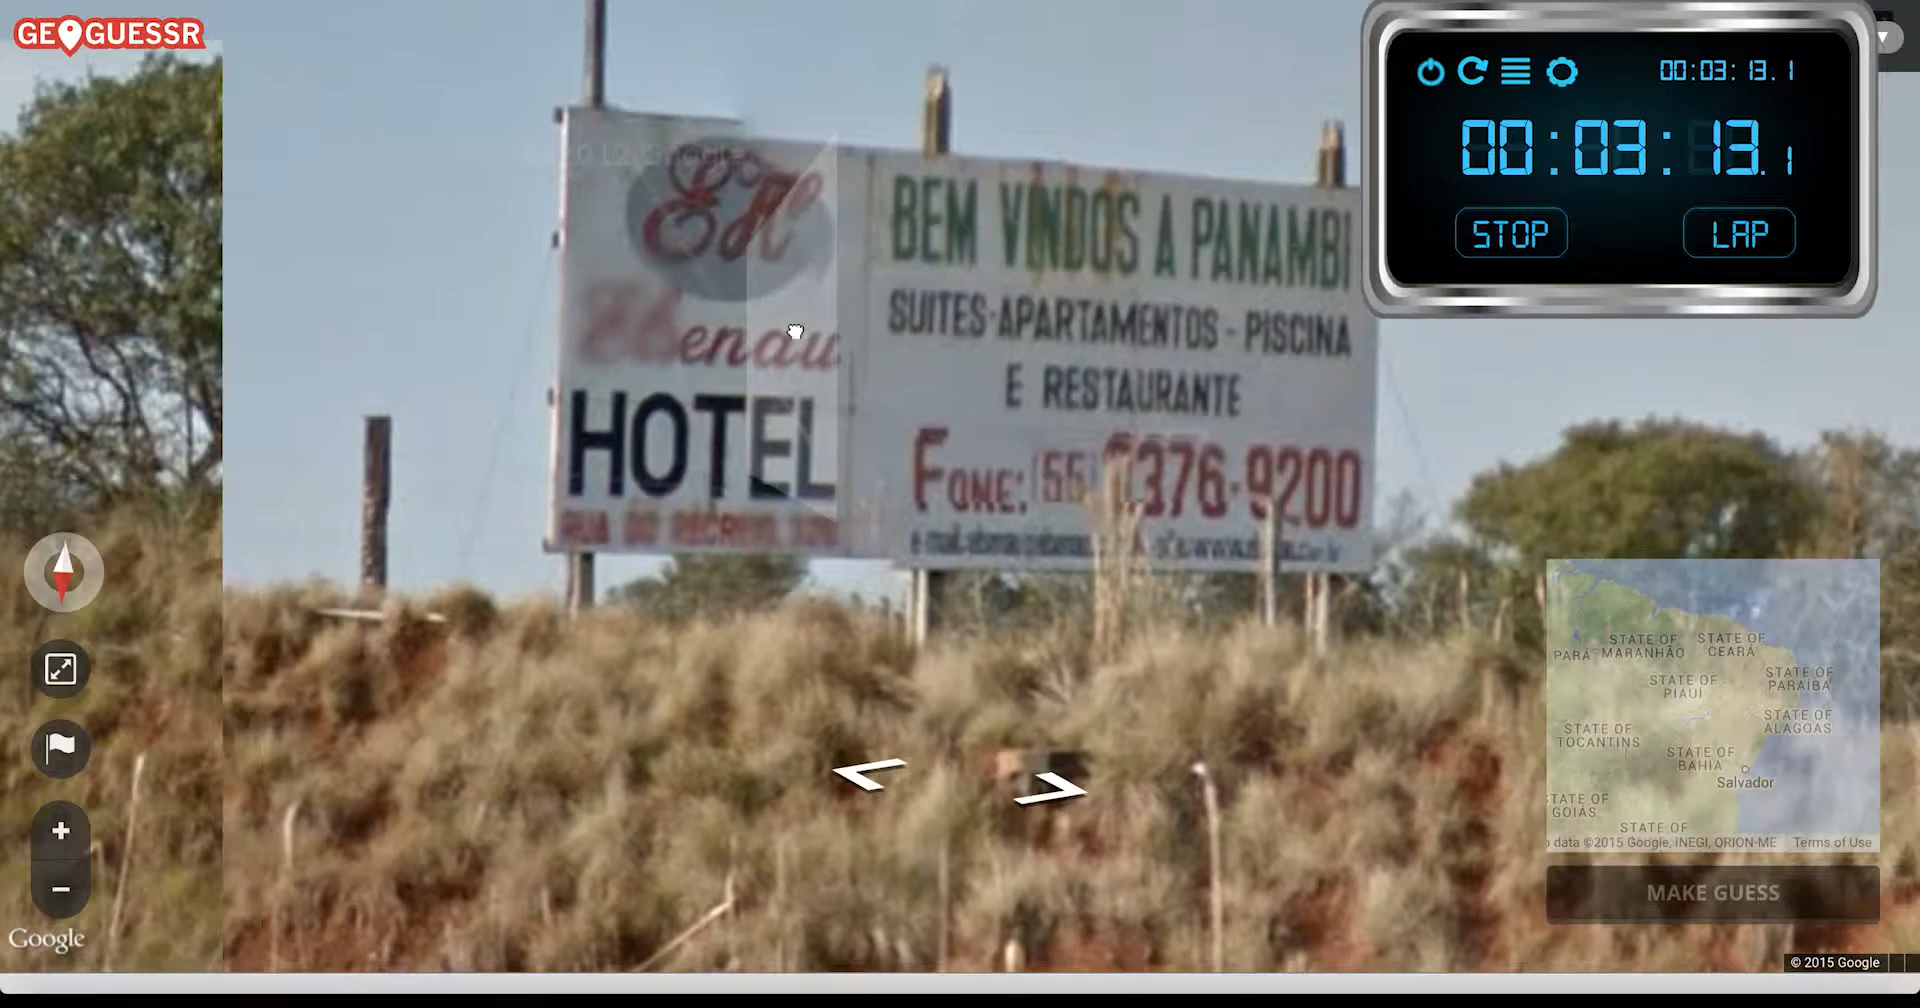 GEOGUESSR
00:03:13.1
00:03:13.1
STOP
LAP
EH
enau
HOTEL
BEM VINDOS A PANAMBI
SUITES-APARTAMENTOS - PISCINA
E RESTAURANTE
FONE: (55) 3376-9200
STATE OF MARANHÃO
STATE OF CEARÁ
PARÁ
STATE OF PIAUÍ
STATE OF PARAÍBA
STATE OF TOCANTINS
STATE OF ALAGOAS
STATE OF BAHIA
Salvador
STATE OF GOIÁS
STATE OF
data ©2015 Google, INEGI, ORION-ME
Terms of Use
MAKE GUESS
Google
© 2015 Google